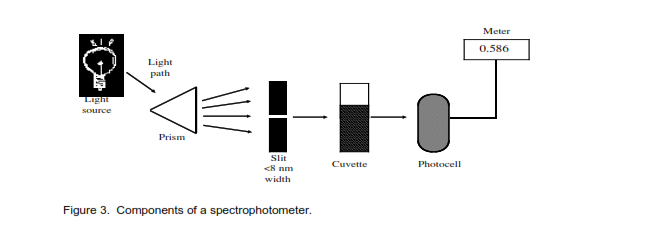 Meter
0.586
Light
path
Light
source
Prism
Slit
<8 nm
width
Cuvette
Photocell
Figure 3. Components of a spectrophotometer.